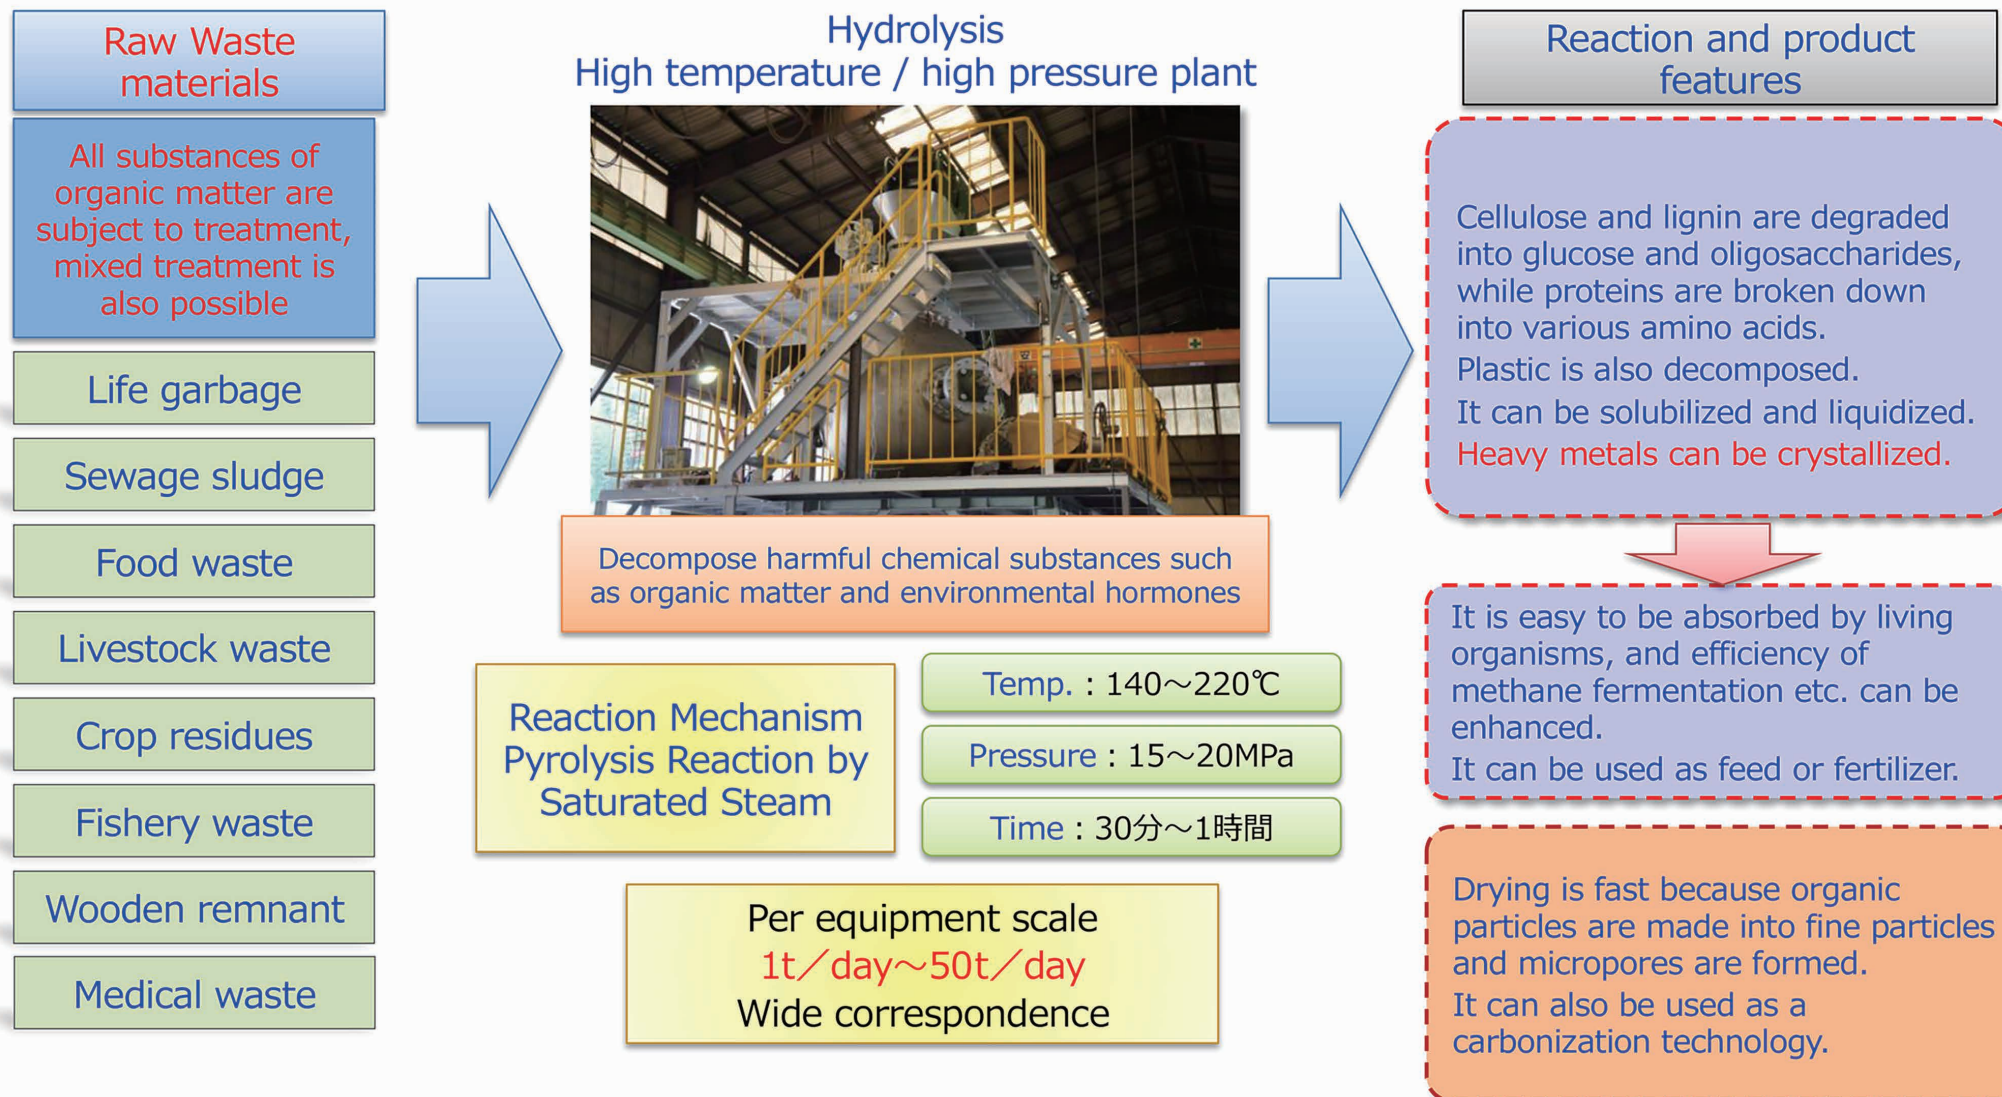 Raw Waste
materials
All substances of
organic matter are
subject to treatment,
mixed treatment is
also possible
Life garbage
Sewage sludge
Food waste
Livestock waste
Crop residues
Fishery waste
Wooden remnant
Medical waste
Hydrolysis
High temperature / high pressure plant
Decompose harmful chemical substances such
as organic matter and environmental hormones
Reaction Mechanism
Pyrolysis Reaction by
Saturated Steam
Temp.：140～220℃
Pressure：15～20MPa
Time：30分～1時間
Per equipment scale
1t／day～50t／day
Wide correspondence
Reaction and product
features
Cellulose and lignin are degraded
into glucose and oligosaccharides,
while proteins are broken down
into various amino acids.
Plastic is also decomposed.
It can be solubilized and liquidized.
Heavy metals can be crystallized.
It is easy to be absorbed by living
organisms, and efficiency of
methane fermentation etc. can be
enhanced.
It can be used as feed or fertilizer.
Drying is fast because organic
particles are made into fine particles
and micropores are formed.
It can also be used as a
carbonization technology.